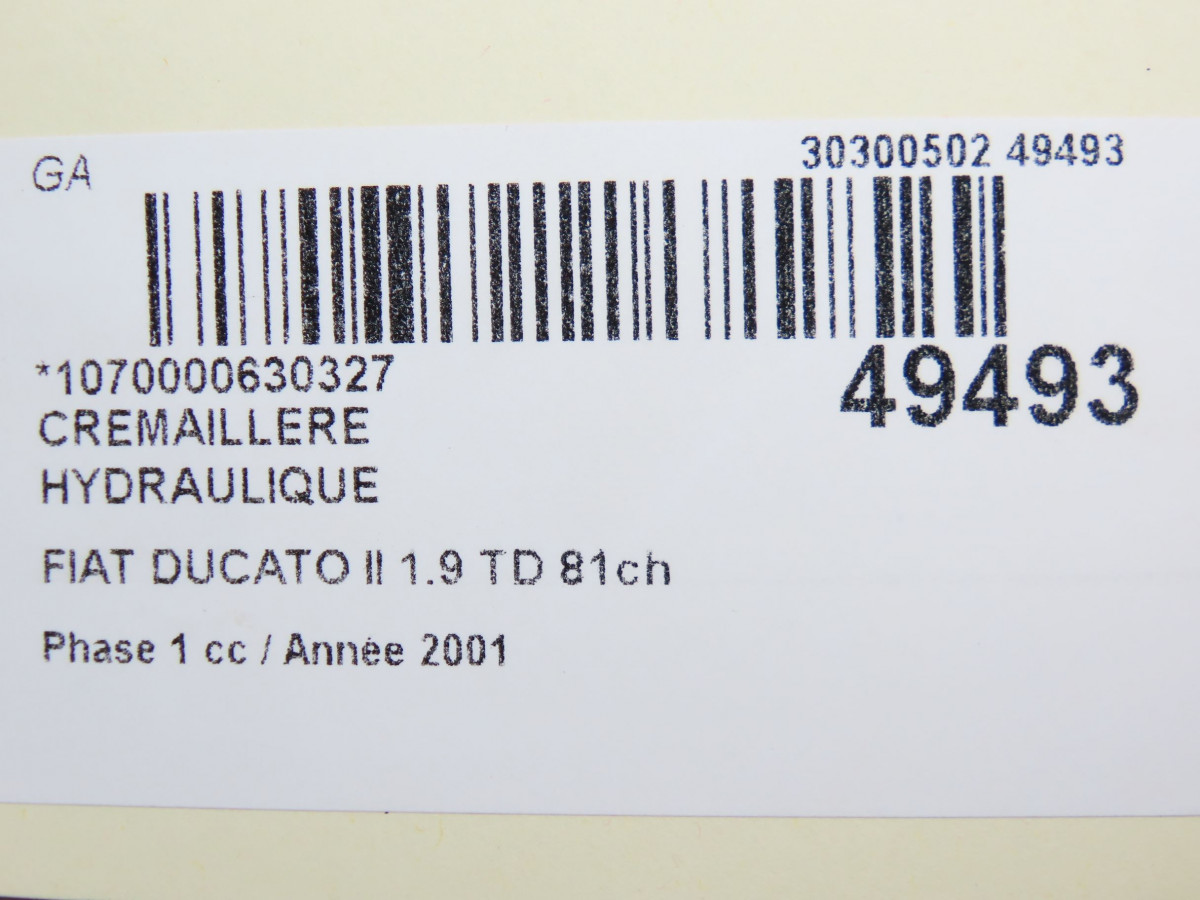 GA
30300502 49493
*1070000630327
49493
CREMAILLERE
HYDRAULIQUE
FIAT DUCATO II 1.9 TD 81ch
Phase 1 cc / Année 2001